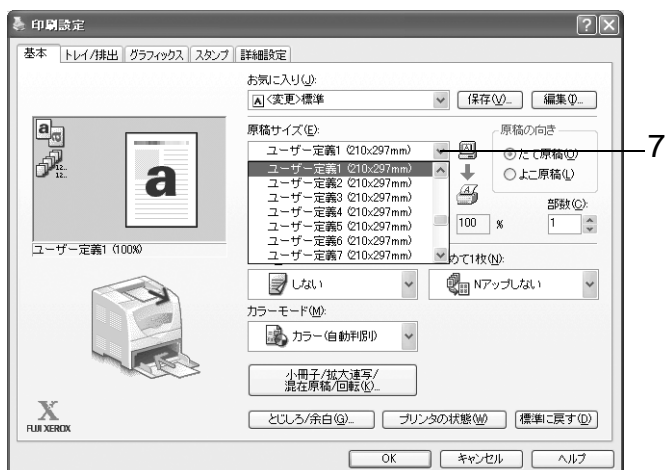 印刷設定
基本 トレイ/排出 グラフィックス スタンプ 詳細設定
お気に入り(J):
<変更>標準 保存(V)... 編集(I)...
原稿サイズ(E): 原稿の向き
ユーザー定義1 (210x297mm) 7
ユーザー定義1 (210x297mm) たて原稿(O)
ユーザー定義2 (210x297mm) よこ原稿(L)
ユーザー定義3 (210x297mm)
ユーザー定義4 (210x297mm) 部数(C):
ユーザー定義5 (210x297mm) 100 % 1
ユーザー定義6 (210x297mm)
ユーザー定義7 (210x297mm) めて1枚(N):
a
ユーザー定義1 (100%)
しない Nアップしない
カラーモード(M):
カラー(自動判別)
小冊子/拡大連写/
混在原稿/回転(K)...
とじしろ/余白(G)... プリンタの状態(W) 標準に戻す(D)
X
FUJI XEROX
OK キャンセル ヘルプ